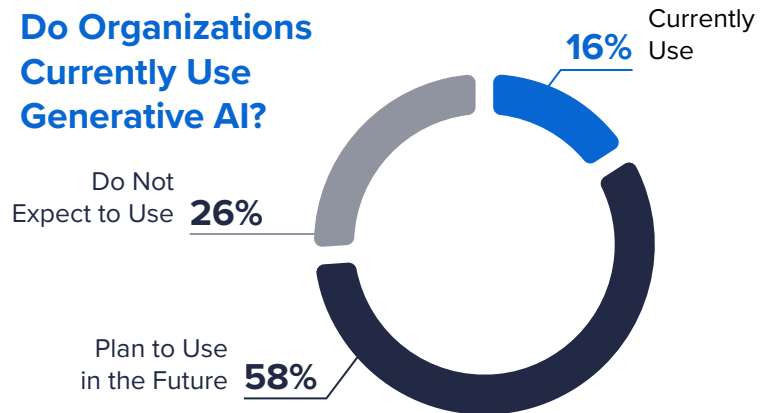 Do Organizations
Currently Use
Generative AI?
16%
Currently
Use
Do Not
Expect to Use
26%
Plan to Use
in the Future
58%